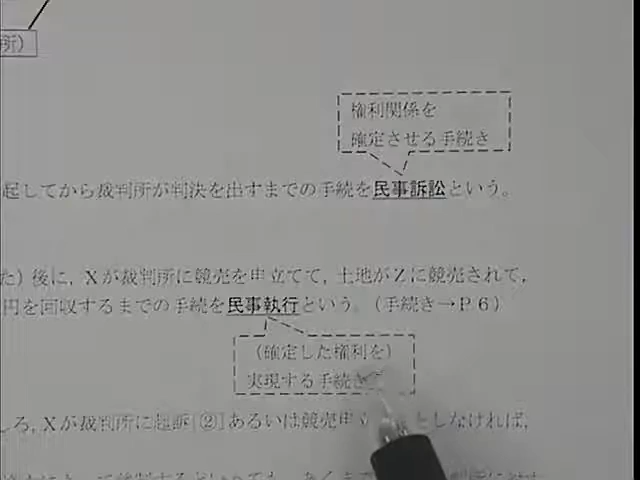 所）
権利関係を
確定させる手続き
起してから裁判所が判決を出すまでの手続を民事訴訟という。
た）後に，Ｘが裁判所に競売を申立てて，土地がＺに競売されて，
円を回収するまでの手続を民事執行という。（手続き→Ｐ６）
（確定した権利を）
実現する手続き
しろ，Ｘが裁判所に起訴［②］あるいは競売申 としなければ，